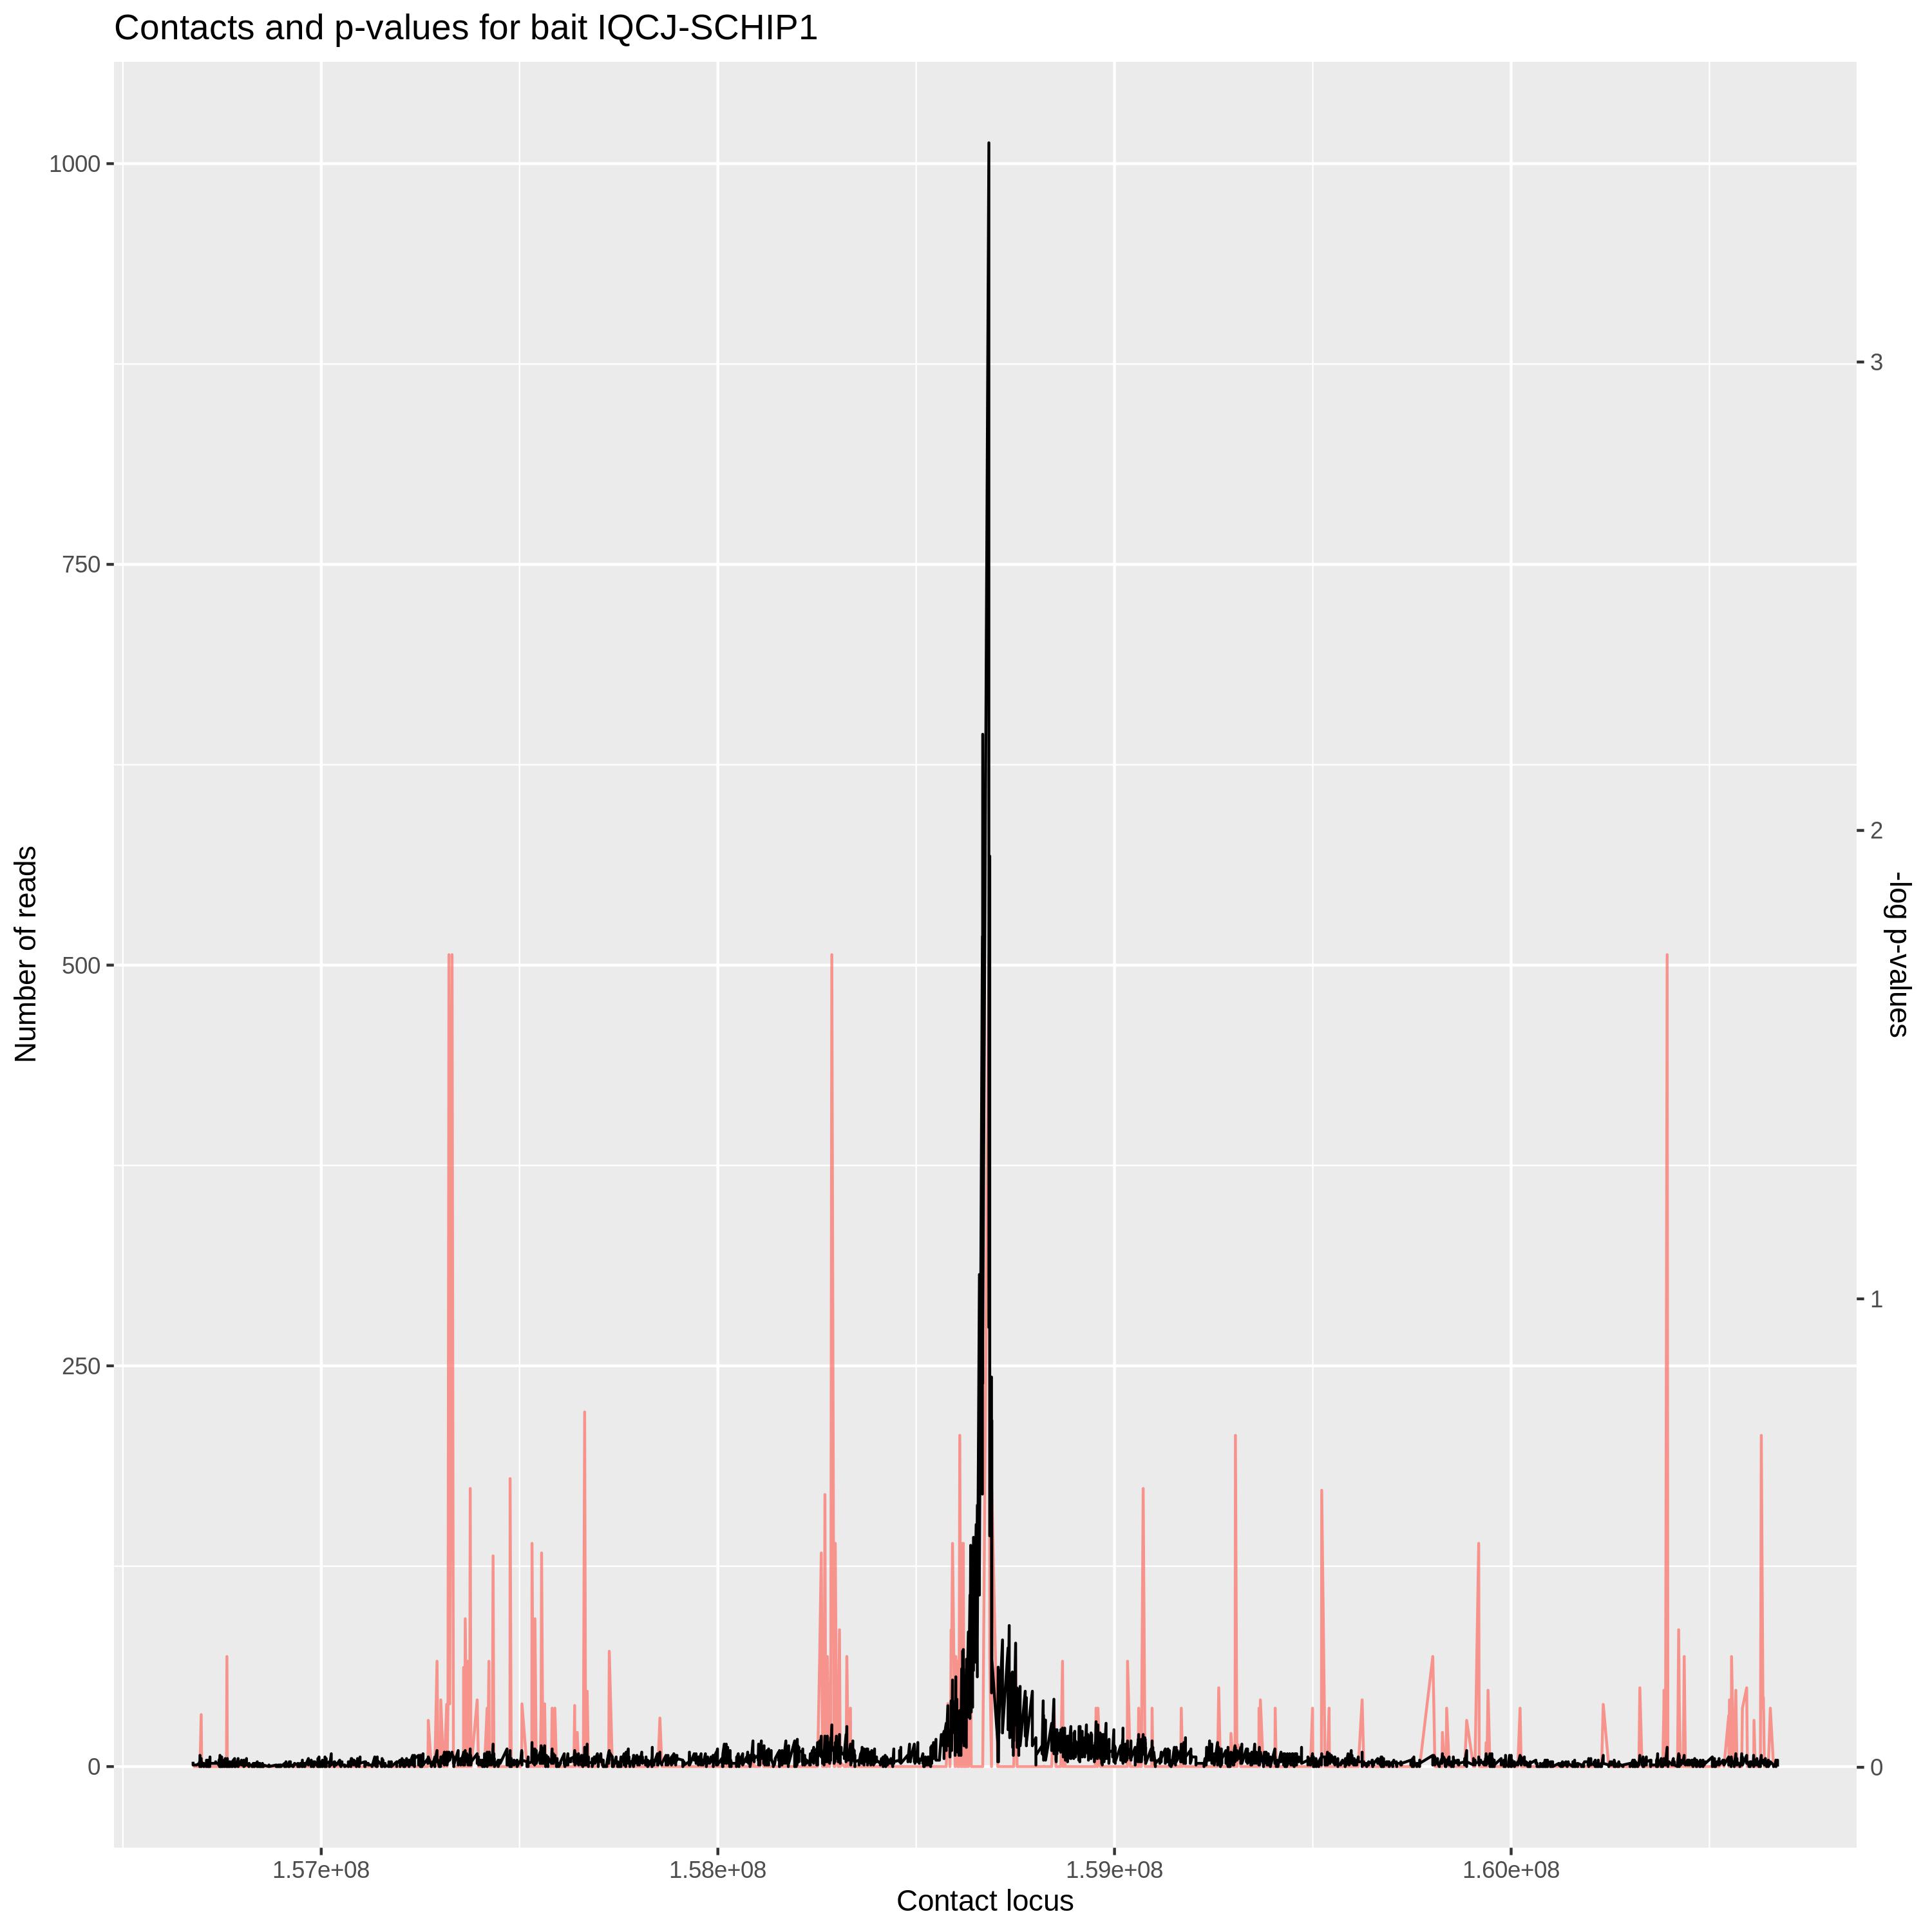 Contacts and p-values for bait IQCJ-SCHIP1
1000
750
500
250
0
Number of reads
3
2
1
0
-log p-values
1.57e+08 1.58e+08 1.59e+08 1.60e+08
Contact locus